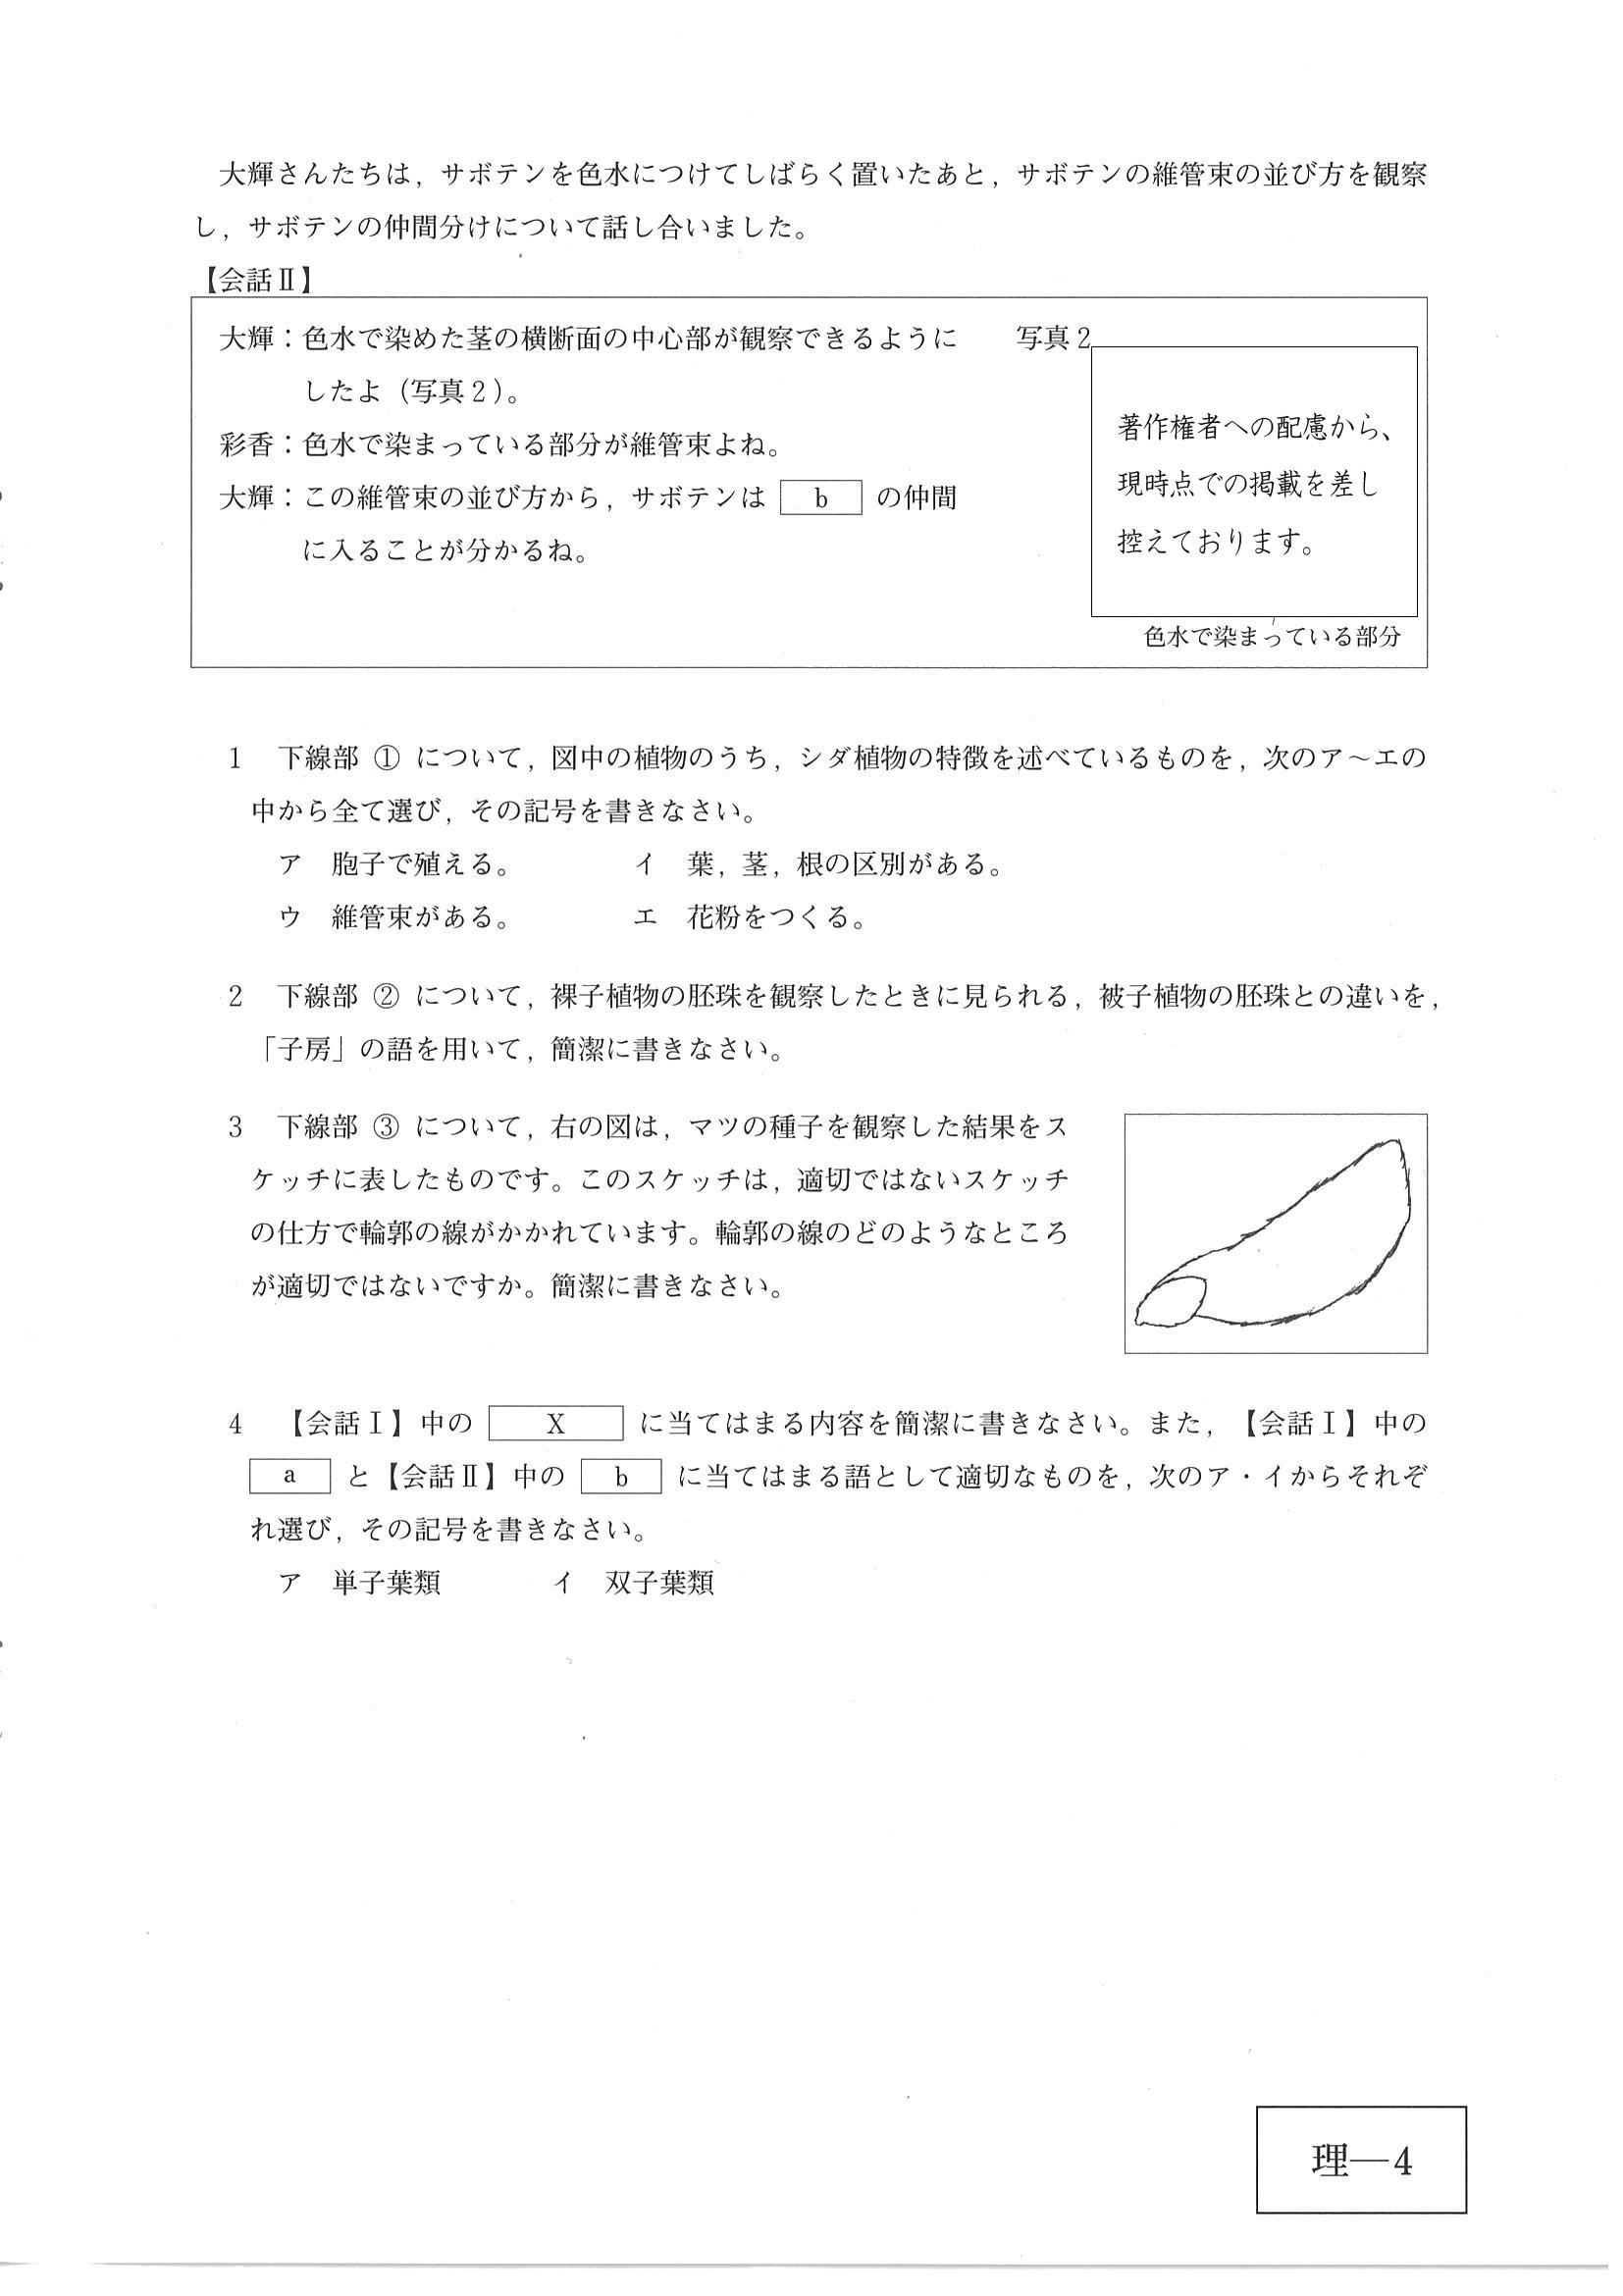 大輝さんたちは，サボテンを色水につけてしばらく置いたあと，サボテンの維管束の並び方を観察
し，サボテンの仲間分けについて話し合いました。
【会話Ⅱ】
大輝：色水で染めた茎の横断面の中心部が観察できるように
したよ（写真２）。
彩香：色水で染まっている部分が維管束よね。
大輝：この維管束の並び方から，サボテンは b の仲間
に入ることが分かるね。
写真２
著作権者への配慮から、
現時点での掲載を差し
控えております。
色水で染まっている部分
1 下線部 ① について，図中の植物のうち，シダ植物の特徴を述べているものを，次のア～エの
中から全て選び，その記号を書きなさい。
ア 胞子で殖える。 イ 葉，茎，根の区別がある。
ウ 維管束がある。 エ 花粉をつくる。
2 下線部 ② について，裸子植物の胚珠を観察したときに見られる，被子植物の胚珠との違いを，
「子房」の語を用いて，簡潔に書きなさい。
3 下線部 ③ について，右の図は，マツの種子を観察した結果をス
ケッチに表したものです。このスケッチは，適切ではないスケッチ
の仕方で輪郭の線がかかれています。輪郭の線のどのようなところ
が適切ではないですか。簡潔に書きなさい。
4 【会話Ⅰ】中の X に当てはまる内容を簡潔に書きなさい。また，【会話Ⅰ】中の
a と【会話Ⅱ】中の b に当てはまる語として適切なものを，次のア・イからそれぞ
れ選び，その記号を書きなさい。
ア 単子葉類 イ 双子葉類
理―4